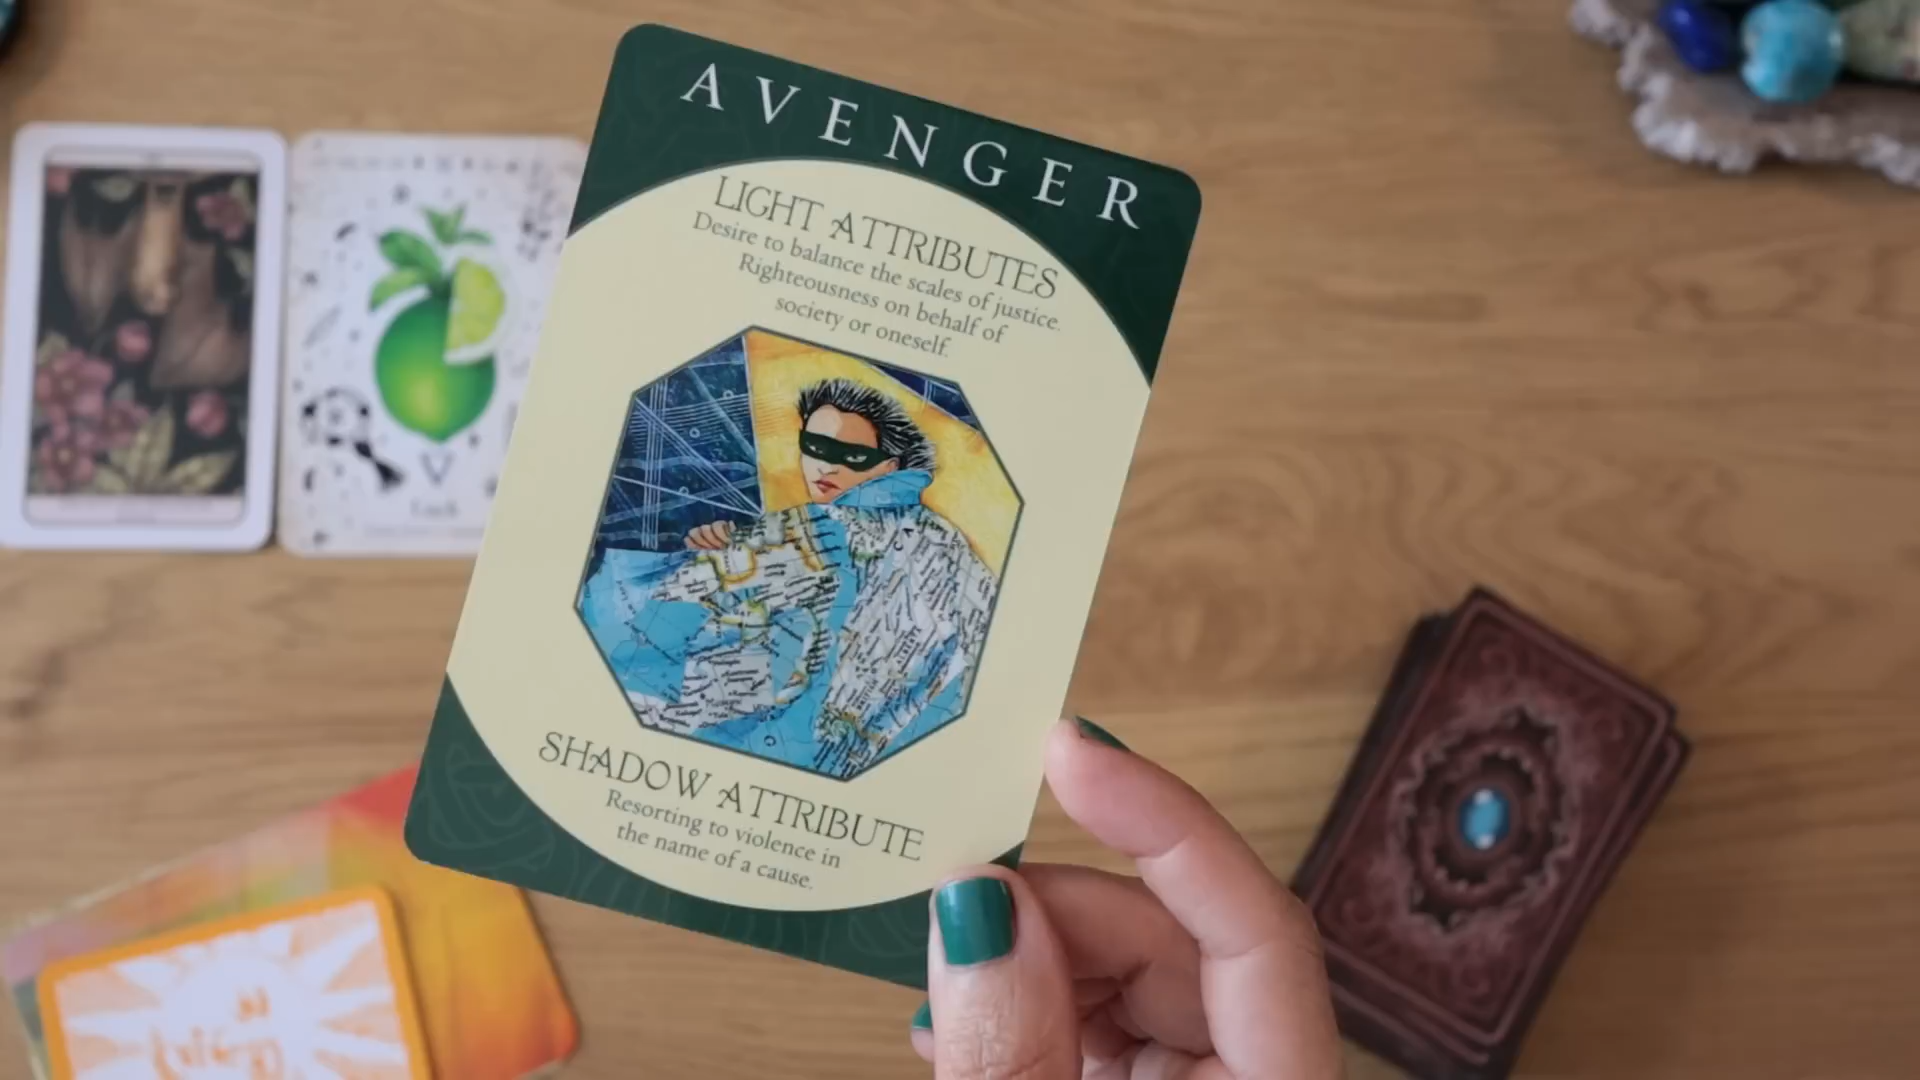 AVENGER
LIGHT ATTRIBUTES
Desire to balance the scales of justice.
Righteousness on behalf of
society or oneself.
SHADOW ATTRIBUTE
Resorting to violence in
the name of a cause.
Luck